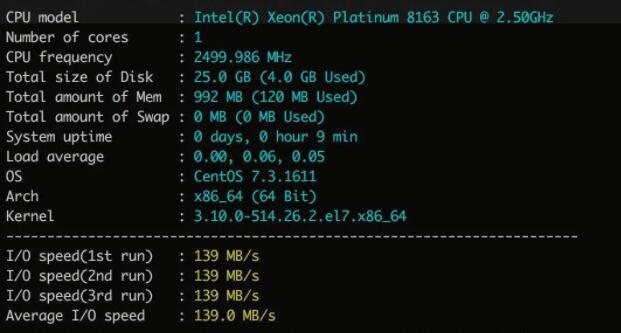 CPU model : Intel(R) Xeon(R) Platinum 8163 CPU @ 2.50GHz
Number of cores : 1
CPU frequency : 2499.986 MHz
Total size of Disk : 25.0 GB (4.0 GB Used)
Total amount of Mem : 992 MB (120 MB Used)
Total amount of Swap : 0 MB (0 MB Used)
System uptime : 0 days, 0 hour 9 min
Load average : 0.00, 0.06, 0.05
OS : CentOS 7.3.1611
Arch : x86_64 (64 Bit)
Kernel : 3.10.0-514.26.2.el7.x86_64
----------------------------------------------------------------------
I/O speed(1st run) : 139 MB/s
I/O speed(2nd run) : 139 MB/s
I/O speed(3rd run) : 139 MB/s
Average I/O speed : 139.0 MB/s